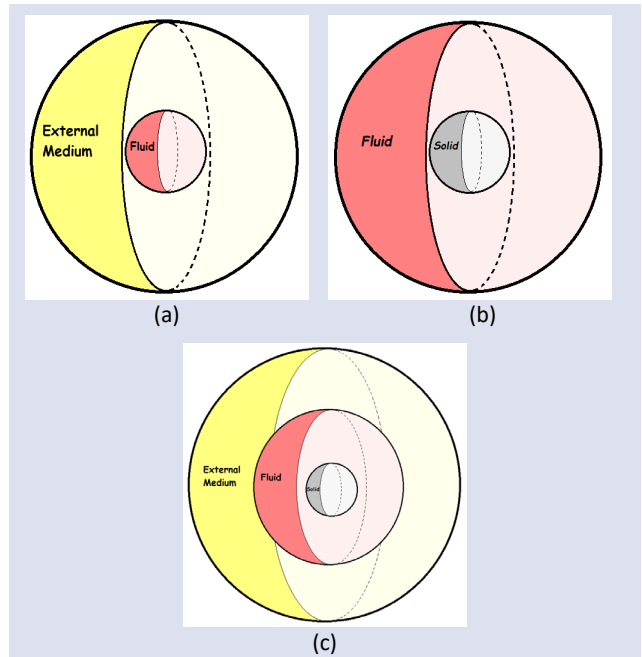 External
Medium
Fluid
Fluid
Solid
(a)
(b)
External
Medium
Fluid
Solid
(c)